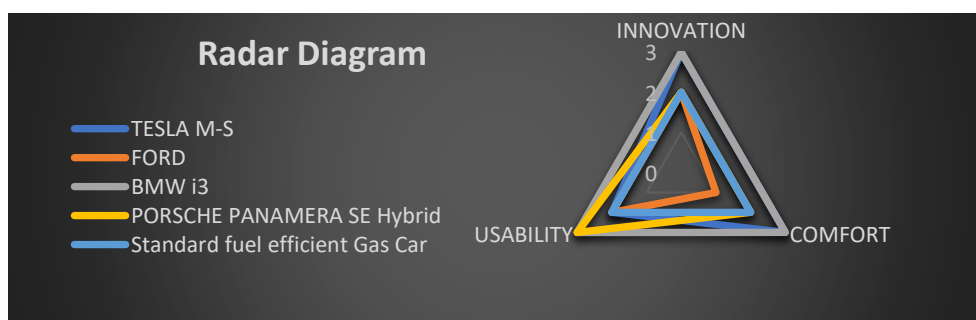 Radar Diagram
TESLA M-S
FORD
BMW i3
PORSCHE PANAMERA SE Hybrid
Standard fuel efficient Gas Car
INNOVATION
3
2
1
0
USABILITY
COMFORT